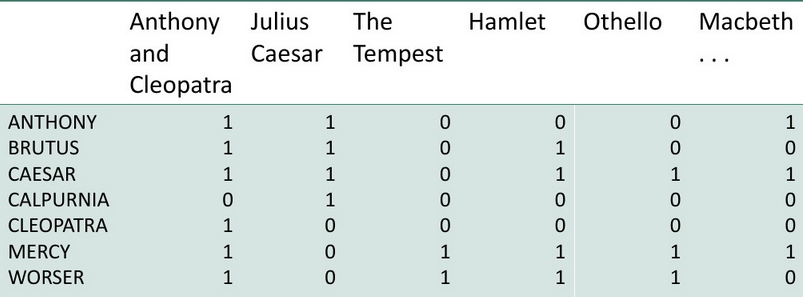 Anthony Julius The Hamlet Othello Macbeth
and Caesar Tempest . . .
Cleopatra
ANTHONY 1 1 0 0 0 1
BRUTUS 1 1 0 1 0 0
CAESAR 1 1 0 1 1 1
CALPURNIA 0 1 0 0 0 0
CLEOPATRA 1 0 0 0 0 0
MERCY 1 0 1 1 1 1
WORSER 1 0 1 1 1 0